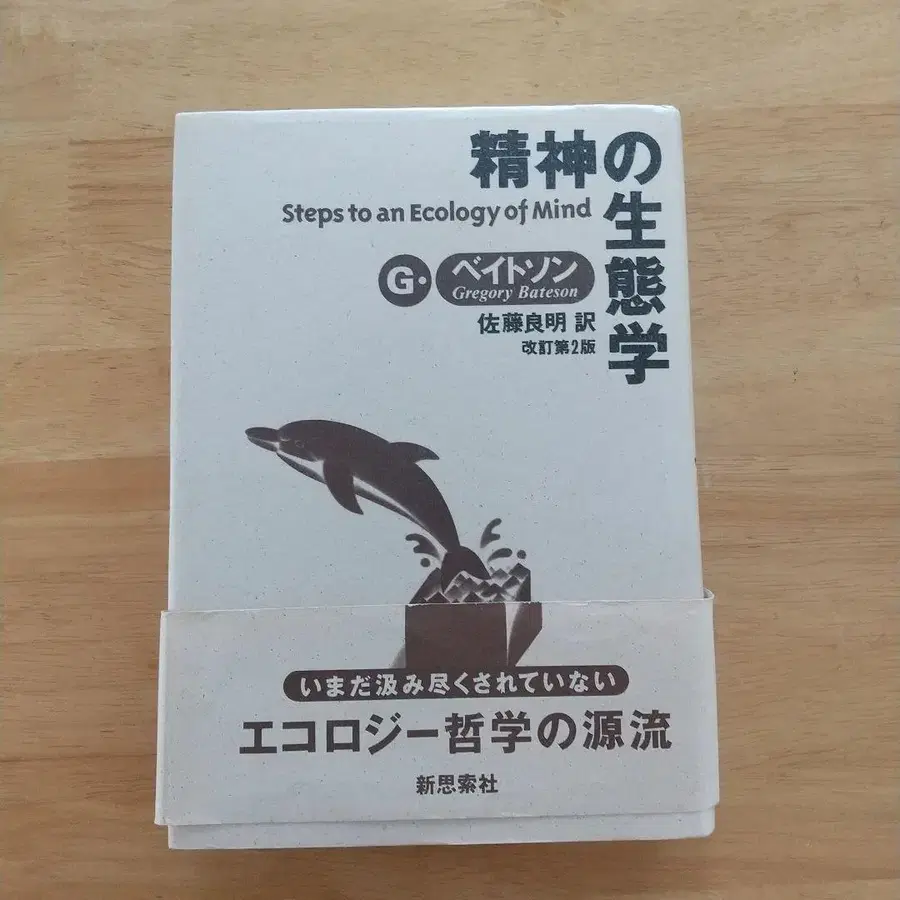 精神の生態学
Steps to an Ecology of Mind
G・ベイトソン
Gregory Bateson
佐藤良明 訳
改訂第2版
いまだ汲み尽くされていない
エコロジー哲学の源流
新思索社